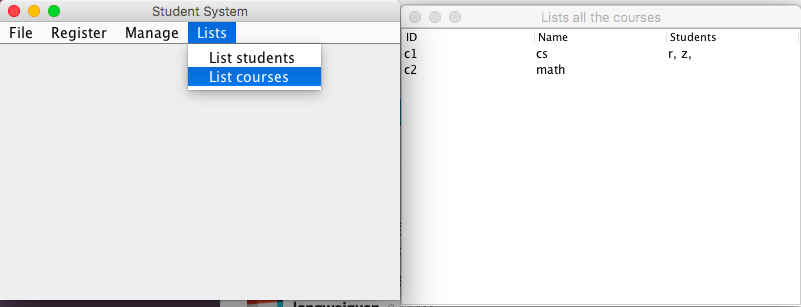 Student System
File Register Manage Lists
List students
List courses
Lists all the courses
ID Name Students
c1 cs r, z,
c2 math